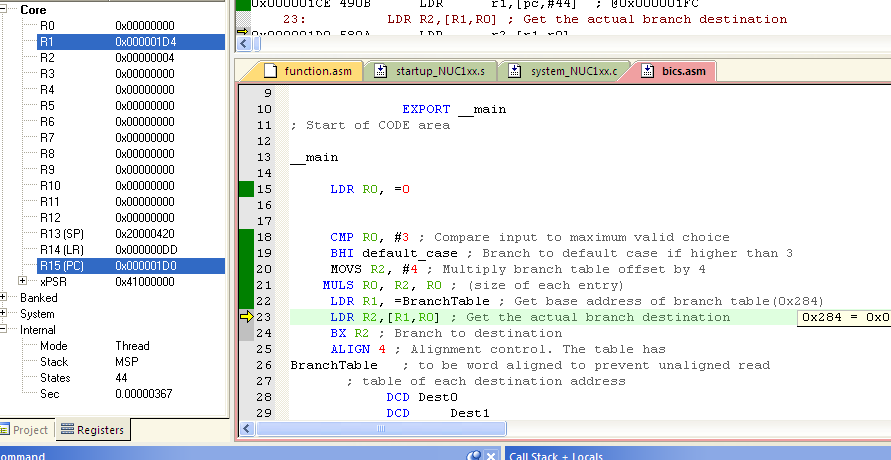 Core
R0 0x00000000
R1 0x000001D4
R2 0x00000004
R3 0x00000000
R4 0x00000000
R5 0x00000000
R6 0x00000000
R7 0x00000000
R8 0x00000000
R9 0x00000000
R10 0x00000000
R11 0x00000000
R12 0x00000000
R13 (SP) 0x20000420
R14 (LR) 0x000000DD
R15 (PC) 0x000001D0
xPSR 0x41000000
Banked
System
Internal
Mode Thread
Stack MSP
States 44
Sec 0.00000367
Project Registers
0x000001CE 490B LDR r1,[pc,#44] ; @0x000001FC
23: LDR R2,[R1,R0] ; Get the actual branch destination
0x000001D0 580A LDR r2,[r1,r0]
function.asm startup_NUC1xx.s system_NUC1xx.c bics.asm
9
10 EXPORT __main
11 ; Start of CODE area
12
13 __main
14
15 LDR R0, =0
16
17
18 CMP R0, #3 ; Compare input to maximum valid choice
19 BHI default_case ; Branch to default case if higher than 3
20 MOVS R2, #4 ; Multiply branch table offset by 4
21 MULS R0, R2, R0 ; (size of each entry)
22 LDR R1, =BranchTable ; Get base address of branch table(0x284)
23 LDR R2,[R1,R0] ; Get the actual branch destination 0x284 = 0x0
24 BX R2 ; Branch to destination
25 ALIGN 4 ; Alignment control. The table has
26 BranchTable ; to be word aligned to prevent unaligned read
27 ; table of each destination address
28 DCD Dest0
29 DCD Dest1
ommand
Call Stack + Locals